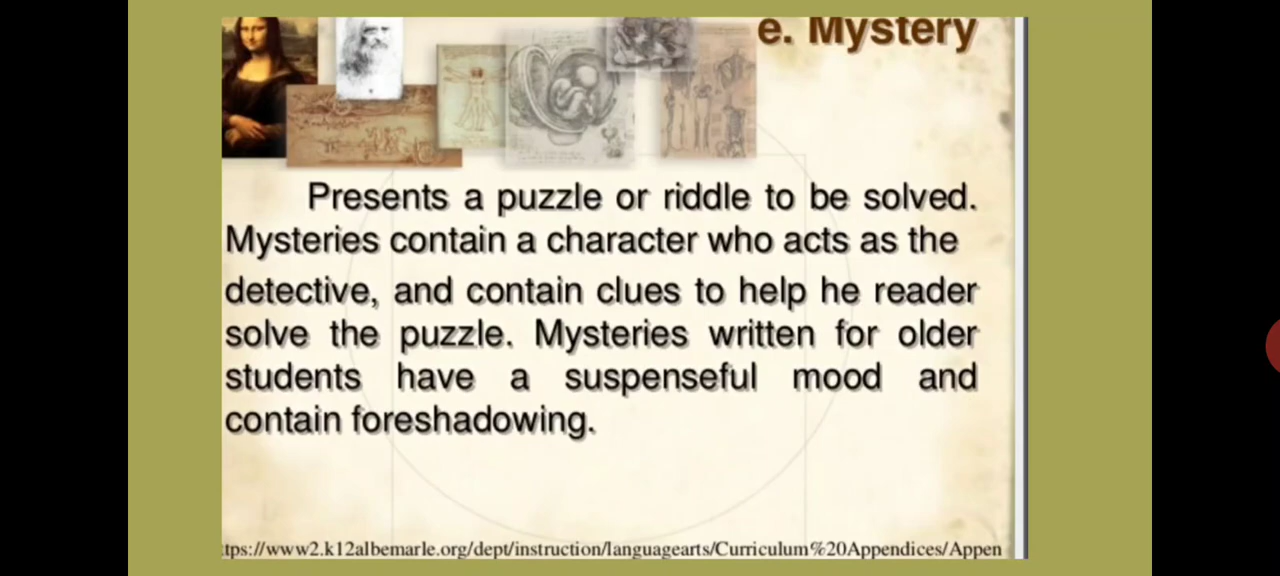 e. Mystery
Presents a puzzle or riddle to be solved.
Mysteries contain a character who acts as the
detective, and contain clues to help he reader
solve the puzzle. Mysteries written for older
students have a suspenseful mood and
contain foreshadowing.
tps://www2.k12albemarle.org/dept/instruction/languagearts/Curriculum%20Appendices/Appen